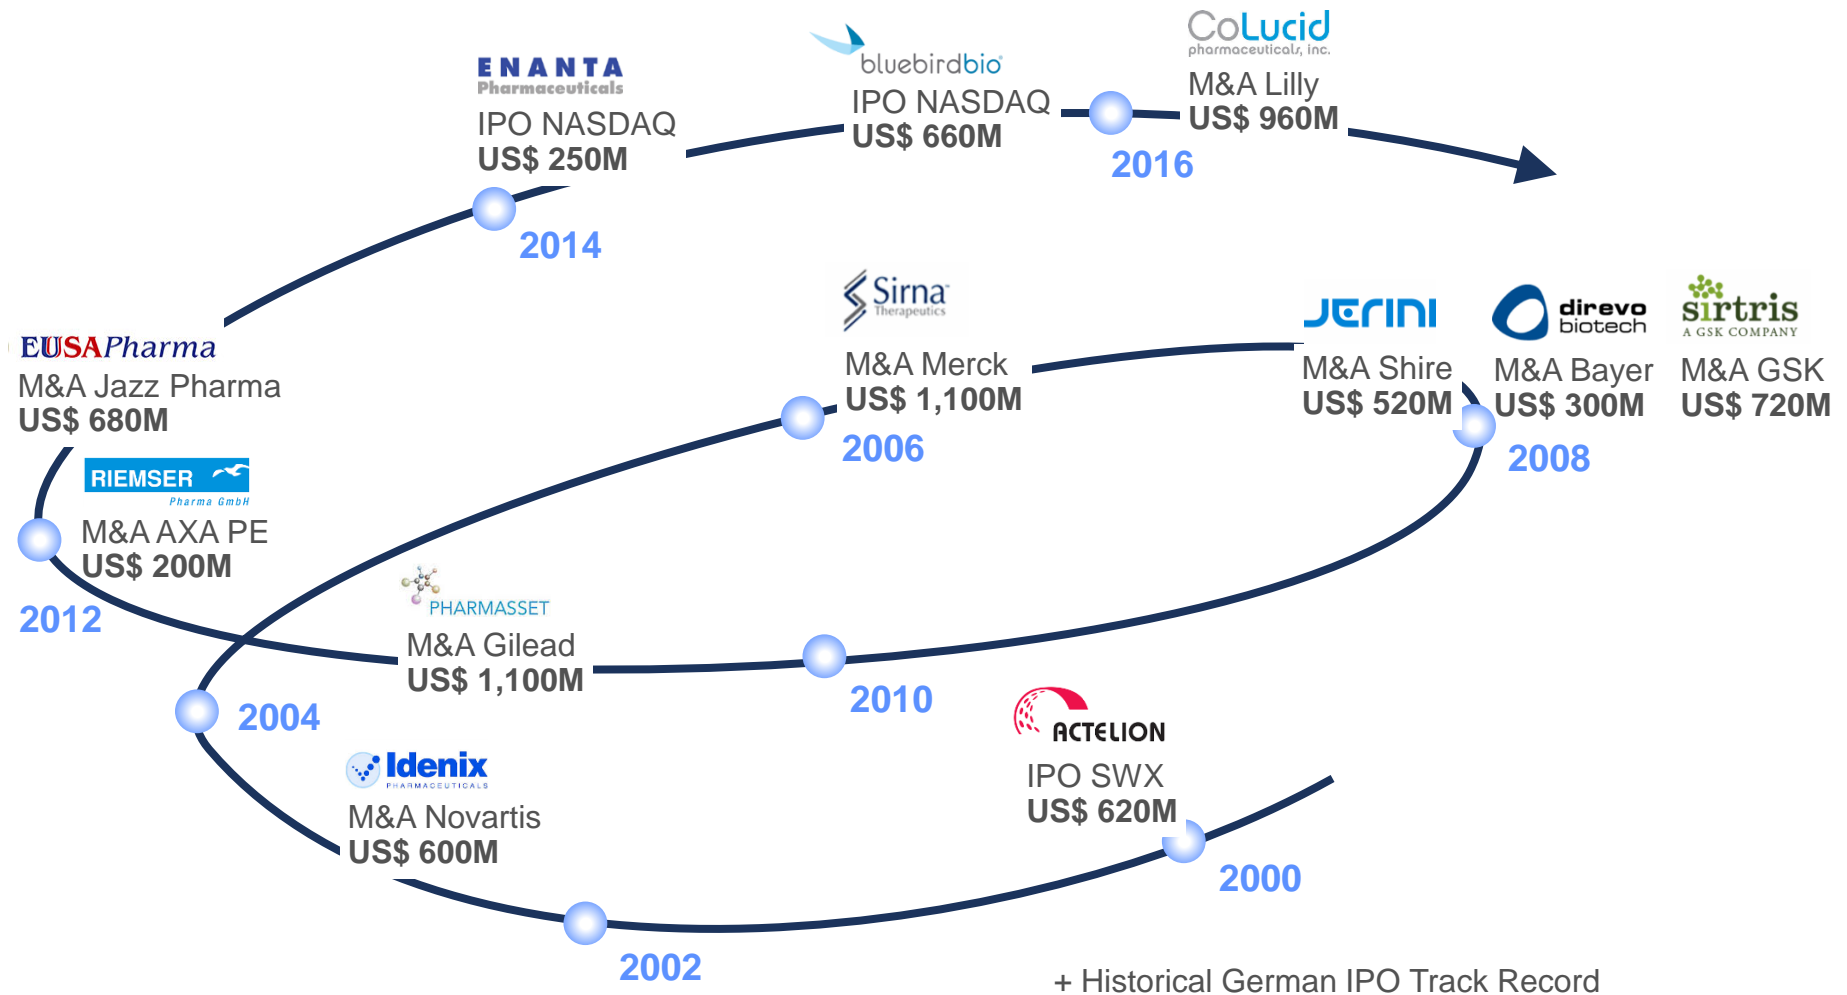 CoLucid
pharmaceuticals, inc.
M&A Lilly
US$ 960M
bluebirdbio
IPO NASDAQ
US$ 660M
2016
ENANTA
Pharmaceuticals
IPO NASDAQ
US$ 250M
2014
Sirna
Therapeutics
M&A Merck
US$ 1,100M
2006
JERINI
M&A Shire
US$ 520M
direvo
biotech
M&A Bayer
US$ 300M
sirtris
A GSK COMPANY
M&A GSK
US$ 720M
2008
EUSAPharma
M&A Jazz Pharma
US$ 680M
RIEMSER
Pharma GmbH
M&A AXA PE
US$ 200M
2012
PHARMASSET
M&A Gilead
US$ 1,100M
2010
2004
ACTELION
IPO SWX
US$ 620M
2000
Idenix
PHARMACEUTICALS
M&A Novartis
US$ 600M
2002
+ Historical German IPO Track Record